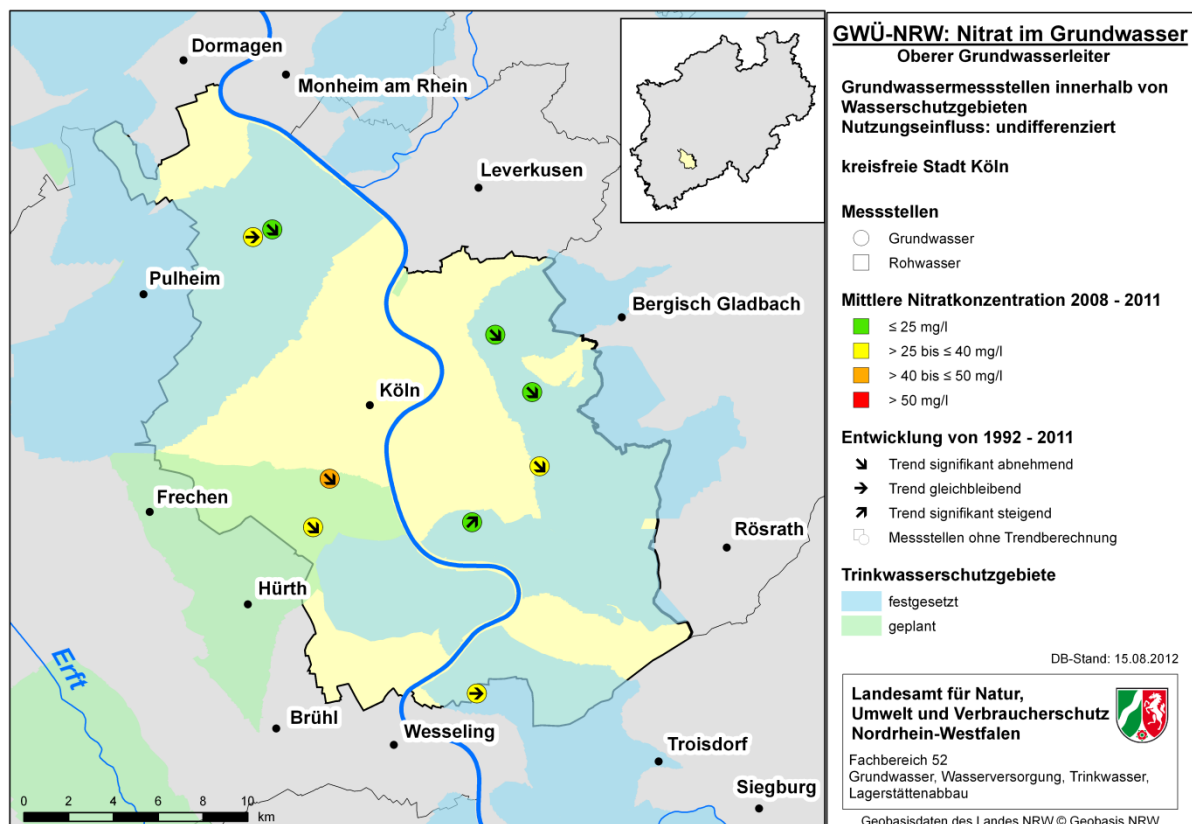 Dormagen
Monheim am Rhein
Leverkusen
Pulheim
Bergisch Gladbach
Köln
Frechen
Rösrath
Hürth
Erft
Brühl
Wesseling
Troisdorf
Siegburg
0 2 4 6 8 10
km
GWÜ-NRW: Nitrat im Grundwasser
Oberer Grundwasserleiter
Grundwassermessstellen innerhalb von
Wasserschutzgebieten
Nutzungseinfluss: undifferenziert
kreisfreie Stadt Köln
Messstellen
Grundwasser
Rohwasser
Mittlere Nitratkonzentration 2008 - 2011
≤ 25 mg/l
> 25 bis ≤ 40 mg/l
> 40 bis ≤ 50 mg/l
> 50 mg/l
Entwicklung von 1992 - 2011
Trend signifikant abnehmend
Trend gleichbleibend
Trend signifikant steigend
Messstellen ohne Trendberechnung
Trinkwasserschutzgebiete
festgesetzt
geplant
DB-Stand: 15.08.2012
Landesamt für Natur,
Umwelt und Verbraucherschutz
Nordrhein-Westfalen
Fachbereich 52
Grundwasser, Wasserversorgung, Trinkwasser,
Lagerstättenabbau
Geobasisdaten des Landes NRW © Geobasis NRW